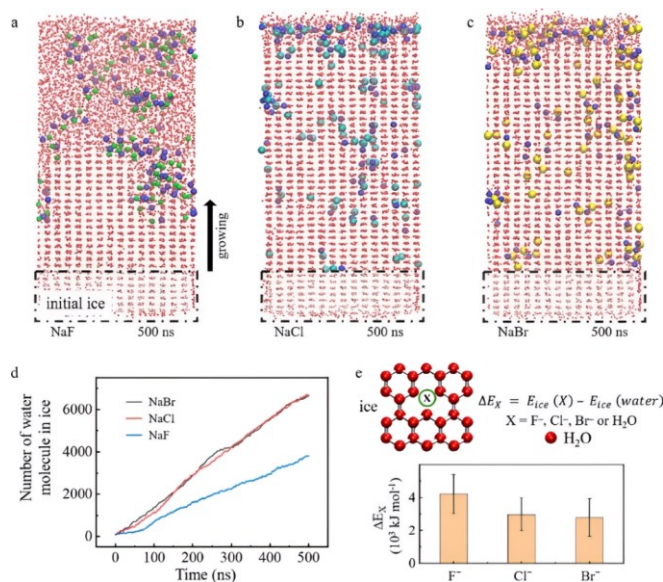 a
b
c
initial ice
growing
NaF 500 ns
NaCl 500 ns
NaBr 500 ns
d
Number of water
molecule in ice
6000
4000
2000
0
NaBr
NaCl
NaF
0 100 200 300 400 500
Time (ns)
e
ice
X
ΔE_X = E_ice (X) − E_ice (water)
X = F⁻, Cl⁻, Br⁻ or H₂O
H₂O
ΔE_X
(10³ kJ mol⁻¹)
4
2
0
F⁻ Cl⁻ Br⁻